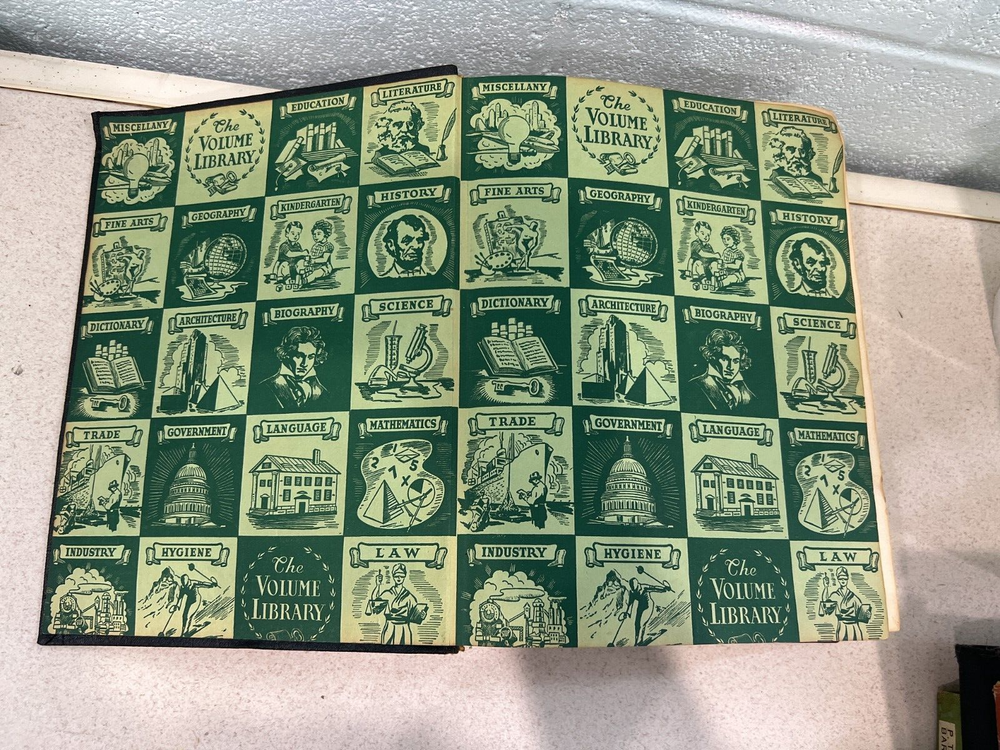 MISCELLANY
The
VOLUME
LIBRARY
EDUCATION
LITERATURE
FINE ARTS
GEOGRAPHY
KINDERGARTEN
HISTORY
DICTIONARY
ARCHITECTURE
BIOGRAPHY
SCIENCE
TRADE
GOVERNMENT
LANGUAGE
MATHEMATICS
INDUSTRY
HYGIENE
The
VOLUME
LIBRARY
LAW
MISCELLANY
The
VOLUME
LIBRARY
EDUCATION
LITERATURE
FINE ARTS
GEOGRAPHY
KINDERGARTEN
HISTORY
DICTIONARY
ARCHITECTURE
BIOGRAPHY
SCIENCE
TRADE
GOVERNMENT
LANGUAGE
MATHEMATICS
INDUSTRY
HYGIENE
The
VOLUME
LIBRARY
LAW